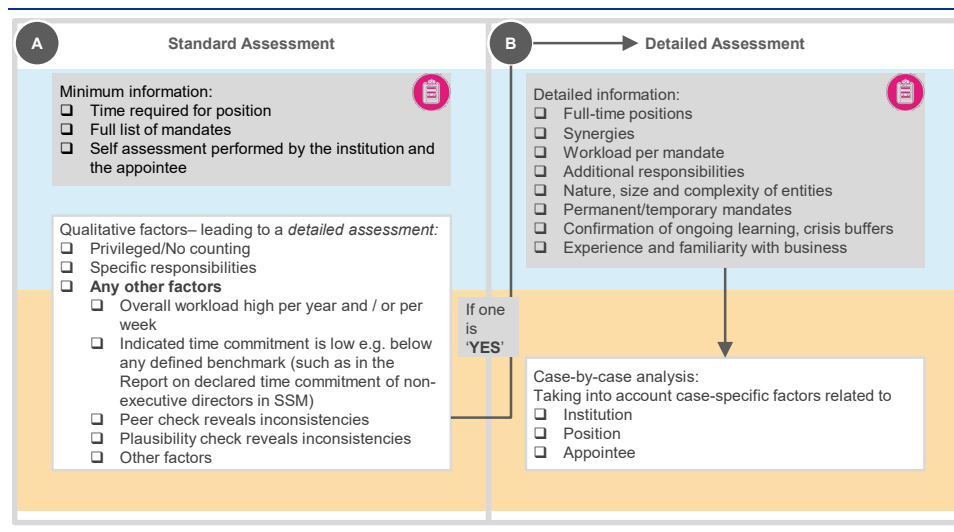 A
Standard Assessment
Minimum information:
❑ Time required for position
❑ Full list of mandates
❑ Self assessment performed by the institution and
the appointee
Qualitative factors– leading to a detailed assessment:
❑ Privileged/No counting
❑ Specific responsibilities
❑ Any other factors
❑ Overall workload high per year and / or per
week
❑ Indicated time commitment is low e.g. below
any defined benchmark (such as in the
Report on declared time commitment of non-
executive directors in SSM)
❑ Peer check reveals inconsistencies
❑ Plausibility check reveals inconsistencies
❑ Other factors
If one
is
‘YES’
B
Detailed Assessment
Detailed information:
❑ Full-time positions
❑ Synergies
❑ Workload per mandate
❑ Additional responsibilities
❑ Nature, size and complexity of entities
❑ Permanent/temporary mandates
❑ Confirmation of ongoing learning, crisis buffers
❑ Experience and familiarity with business
Case-by-case analysis:
Taking into account case-specific factors related to
❑ Institution
❑ Position
❑ Appointee